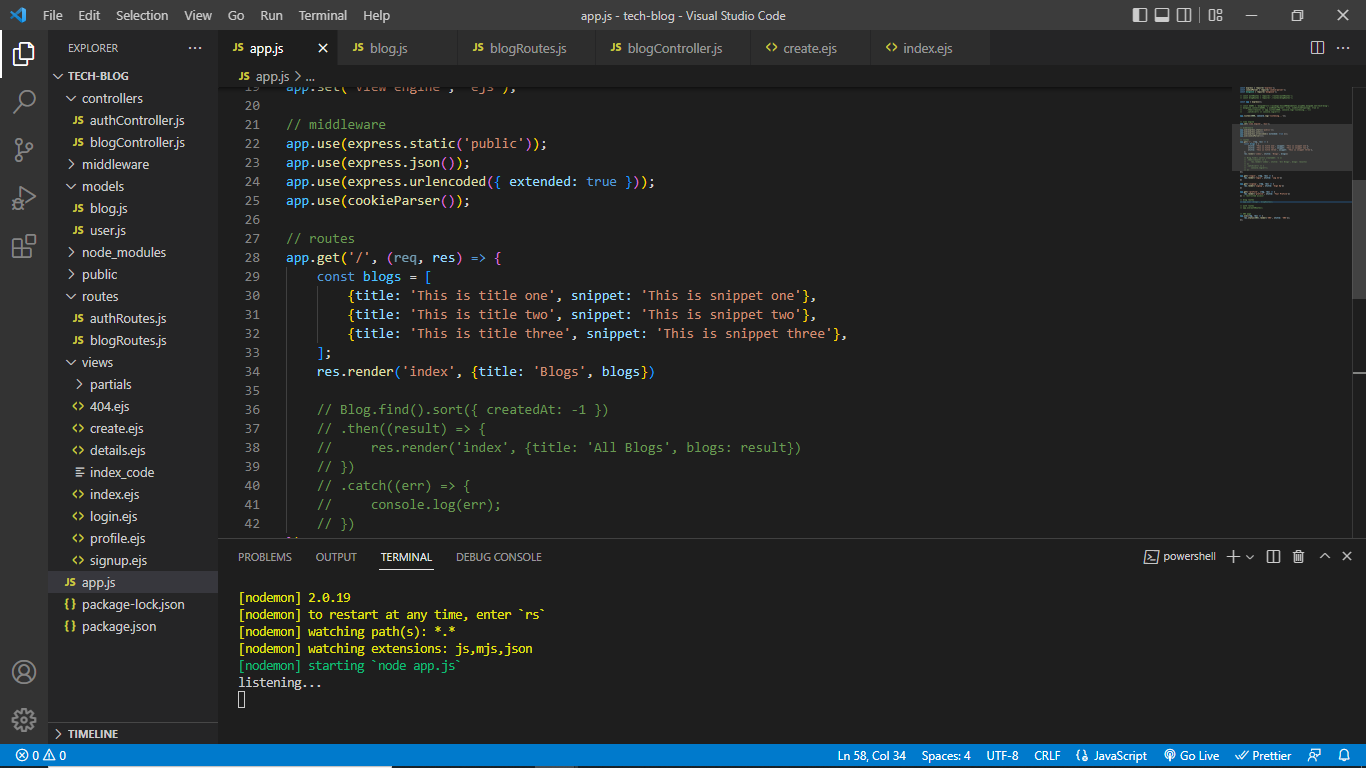 File Edit Selection View Go Run Terminal Help
app.js - tech-blog - Visual Studio Code
EXPLORER
TECH-BLOG
controllers
JS authController.js
JS blogController.js
middleware
models
JS blog.js
JS user.js
node_modules
public
routes
JS authRoutes.js
JS blogRoutes.js
views
partials
404.ejs
create.ejs
details.ejs
index_code
index.ejs
login.ejs
profile.ejs
signup.ejs
JS app.js
{} package-lock.json
{} package.json
TIMELINE
JS app.js JS blog.js JS blogRoutes.js JS blogController.js <> create.ejs <> index.ejs
JS app.js > ...
19 app.set('view engine', 'ejs');
20
21 // middleware
22 app.use(express.static('public'));
23 app.use(express.json());
24 app.use(express.urlencoded({ extended: true }));
25 app.use(cookieParser());
26
27 // routes
28 app.get('/', (req, res) => {
29 const blogs = [
30 {title: 'This is title one', snippet: 'This is snippet one'},
31 {title: 'This is title two', snippet: 'This is snippet two'},
32 {title: 'This is title three', snippet: 'This is snippet three'},
33 ];
34 res.render('index', {title: 'Blogs', blogs})
35
36 // Blog.find().sort({ createdAt: -1 })
37 // .then((result) => {
38 // res.render('index', {title: 'All Blogs', blogs: result})
39 // })
40 // .catch((err) => {
41 // console.log(err);
42 // })
PROBLEMS OUTPUT TERMINAL DEBUG CONSOLE
powershell
[nodemon] 2.0.19
[nodemon] to restart at any time, enter `rs`
[nodemon] watching path(s): *.*
[nodemon] watching extensions: js,mjs,json
[nodemon] starting `node app.js`
listening...
0 0
Ln 58, Col 34 Spaces: 4 UTF-8 CRLF {} JavaScript Go Live Prettier